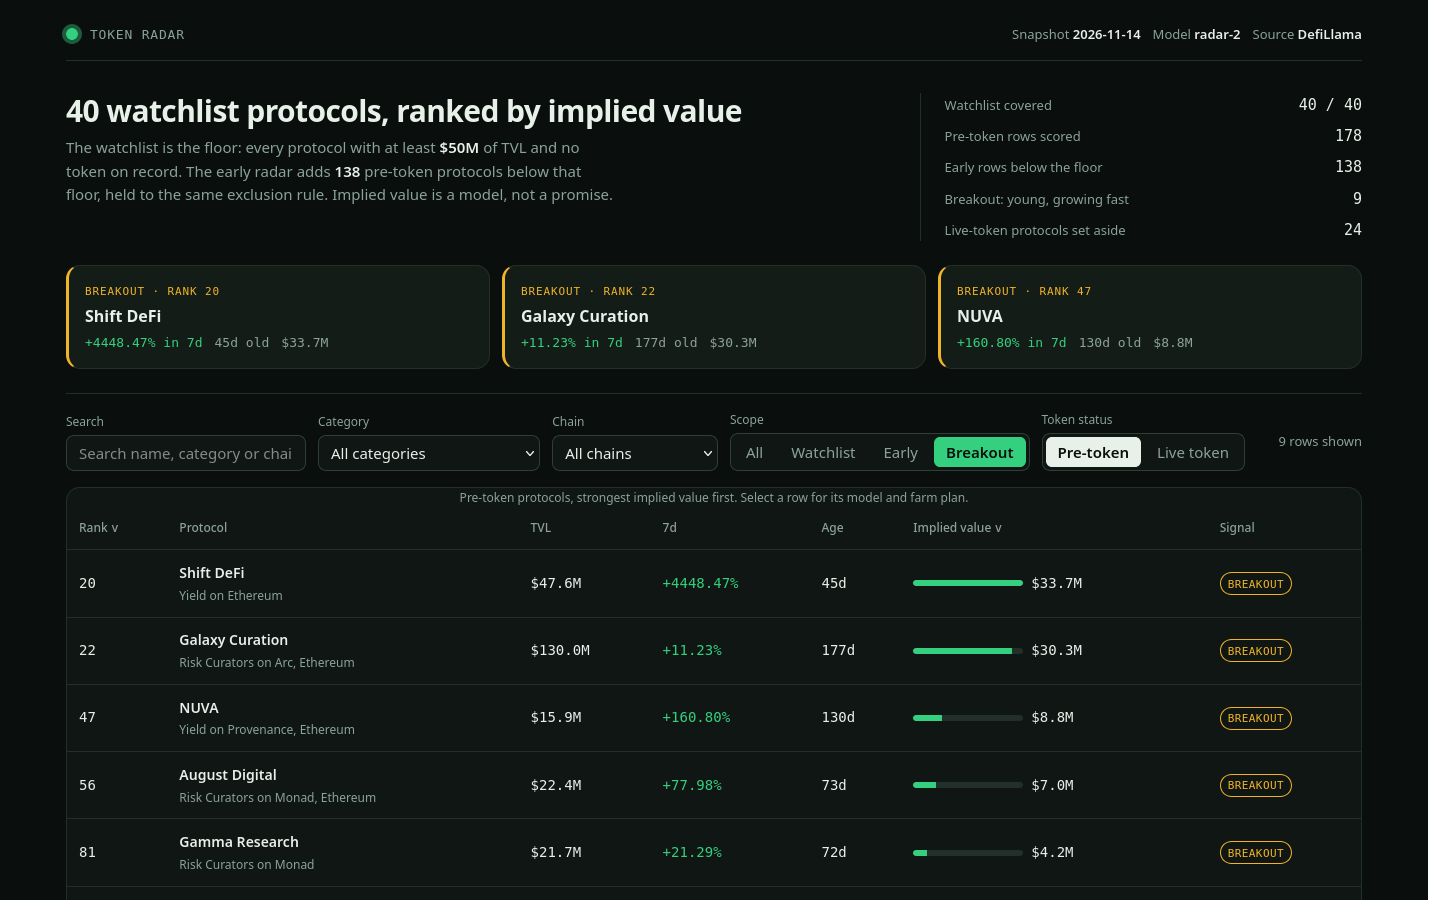 TOKEN RADAR
Snapshot 2026-11-14 Model radar-2 Source DefiLlama
40 watchlist protocols, ranked by implied value
The watchlist is the floor: every protocol with at least $50M of TVL and no
token on record. The early radar adds 138 pre-token protocols below that
floor, held to the same exclusion rule. Implied value is a model, not a promise.
Watchlist covered 40 / 40
Pre-token rows scored 178
Early rows below the floor 138
Breakout: young, growing fast 9
Live-token protocols set aside 24
BREAKOUT · RANK 20
Shift DeFi
+4448.47% in 7d 45d old $33.7M
BREAKOUT · RANK 22
Galaxy Curation
+11.23% in 7d 177d old $30.3M
BREAKOUT · RANK 47
NUVA
+160.80% in 7d 130d old $8.8M
Search
Search name, category or chai
Category
All categories
Chain
All chains
Scope
All Watchlist Early Breakout
Token status
Pre-token Live token
9 rows shown
Pre-token protocols, strongest implied value first. Select a row for its model and farm plan.
Rank v Protocol TVL 7d Age Implied value v Signal
20 Shift DeFi $47.6M +4448.47% 45d $33.7M BREAKOUT
Yield on Ethereum
22 Galaxy Curation $130.0M +11.23% 177d $30.3M BREAKOUT
Risk Curators on Arc, Ethereum
47 NUVA $15.9M +160.80% 130d $8.8M BREAKOUT
Yield on Provenance, Ethereum
56 August Digital $22.4M +77.98% 73d $7.0M BREAKOUT
Risk Curators on Monad, Ethereum
81 Gamma Research $21.7M +21.29% 72d $4.2M BREAKOUT
Risk Curators on Monad